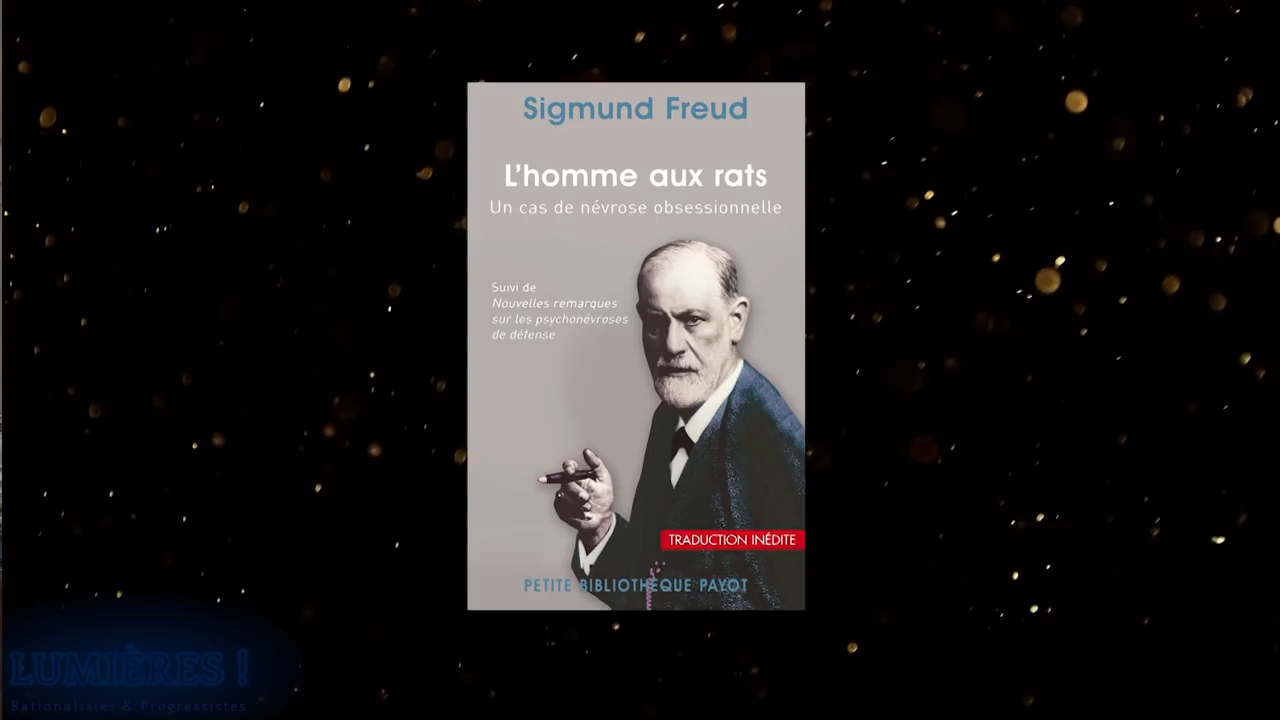 Sigmund Freud
L'homme aux rats
Un cas de névrose obsessionnelle
Suivi de
Nouvelles remarques
sur les psychonévroses
de défense
TRADUCTION INÉDITE
PETITE BIBLIOTHÈQUE PAYOT
LUMIÈRES !
Rationalistes & Progressistes